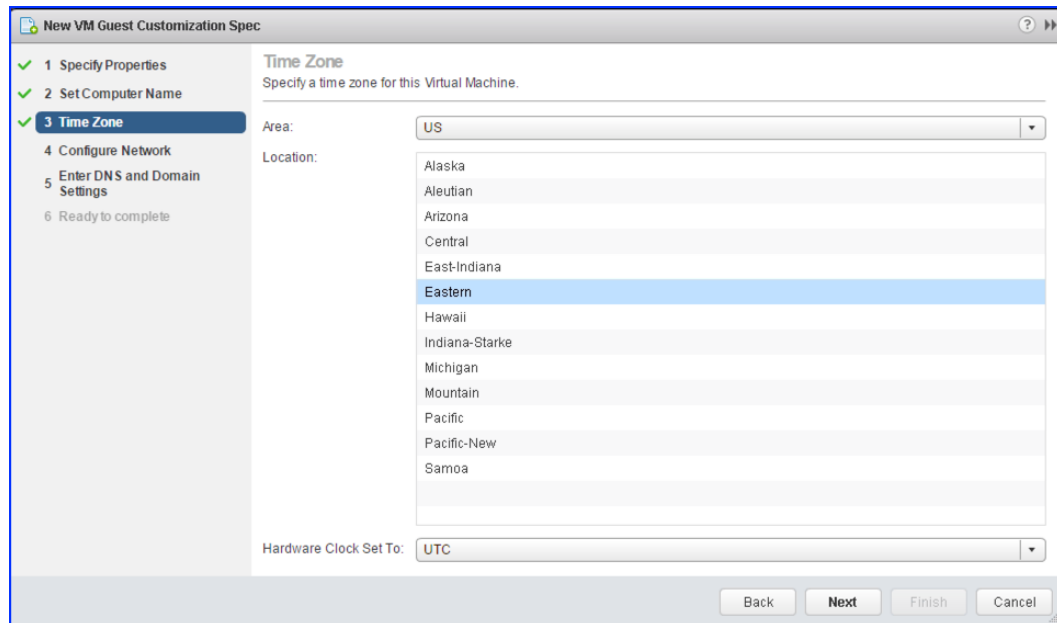 New VM Guest Customization Spec
?
1 Specify Properties
2 Set Computer Name
3 Time Zone
4 Configure Network
5 Enter DNS and Domain
Settings
6 Ready to complete
Time Zone
Specify a time zone for this Virtual Machine.
Area: US
Location:
Alaska
Aleutian
Arizona
Central
East-Indiana
Eastern
Hawaii
Indiana-Starke
Michigan
Mountain
Pacific
Pacific-New
Samoa
Hardware Clock Set To: UTC
Back Next Finish Cancel